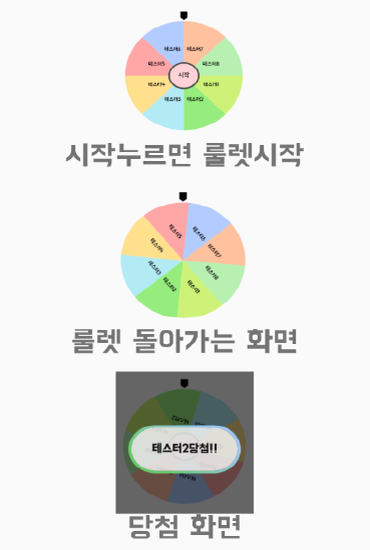 테스터6 테스터7
테스터5 테스터8
시작
테스터4 테스터1
테스터3 테스터2
시작누르면 룰렛시작
테스터5 테스터6
테스터4 테스터7
테스터3 테스터8
테스터2 테스터1
룰렛 돌아가는 화면
테스터2당첨!!
당첨 화면